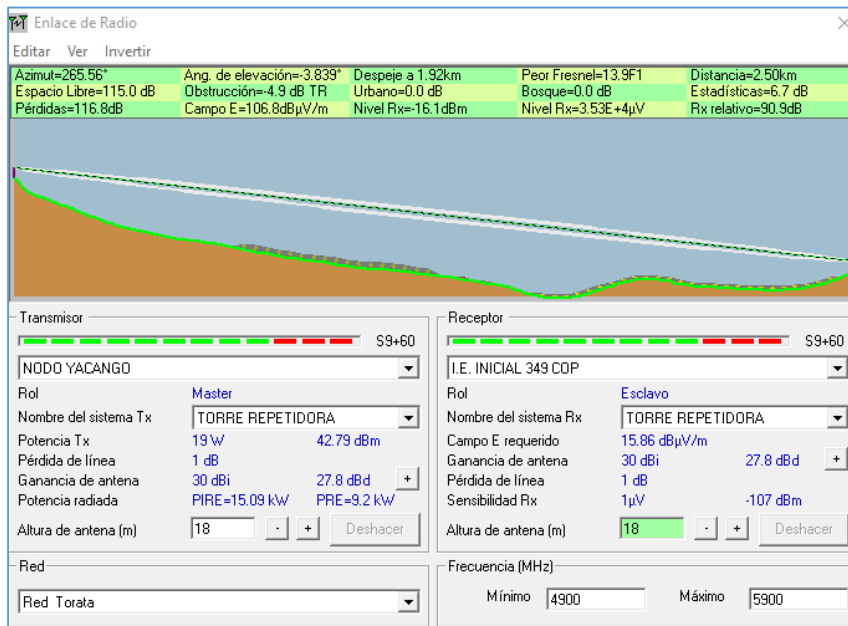 Enlace de Radio
Editar Ver Invertir
Azimut=265.56° Ang. de elevación=-3.839° Despeje a 1.92km Peor Fresnel=13.9F1 Distancia=2.50km
Espacio Libre=115.0 dB Obstrucción=-4.9 dB TR Urbano=0.0 dB Bosque=0.0 dB Estadísticas=6.7 dB
Pérdidas=116.8dB Campo E=106.8dBµV/m Nivel Rx=-16.1dBm Nivel Rx=3.53E+4µV Rx relativo=90.9dB
Transmisor
S9+60
NODO YACANGO
Rol Master
Nombre del sistema Tx TORRE REPETIDORA
Potencia Tx 19 W 42.79 dBm
Pérdida de línea 1 dB
Ganancia de antena 30 dBi 27.8 dBd +
Potencia radiada PIRE=15.09 kW PRE=9.2 kW
Altura de antena (m) 18 - + Deshacer
Receptor
S9+60
I.E. INICIAL 349 COP
Rol Esclavo
Nombre del sistema Rx TORRE REPETIDORA
Campo E requerido 15.86 dBµV/m
Ganancia de antena 30 dBi 27.8 dBd +
Pérdida de línea 1 dB
Sensibilidad Rx 1µV -107 dBm
Altura de antena (m) 18 - + Deshacer
Red
Red Torata
Frecuencia (MHz)
Mínimo 4900 Máximo 5900